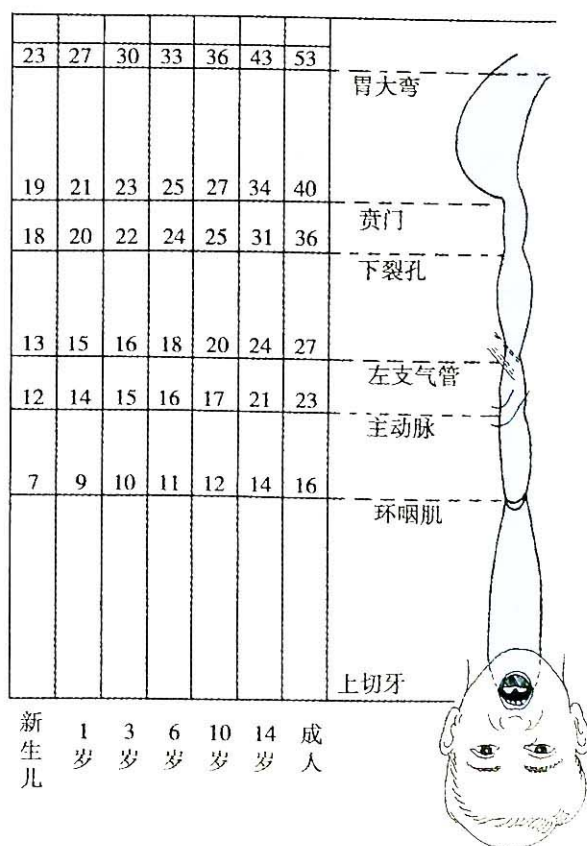 23 27 30 33 36 43 53
胃大弯
19 21 23 25 27 34 40
贲门
18 20 22 24 25 31 36
下裂孔
13 15 16 18 20 24 27
左支气管
12 14 15 16 17 21 23
主动脉
7 9 10 11 12 14 16
环咽肌
上切牙
新生儿 1岁 3岁 6岁 10岁 14岁 成人